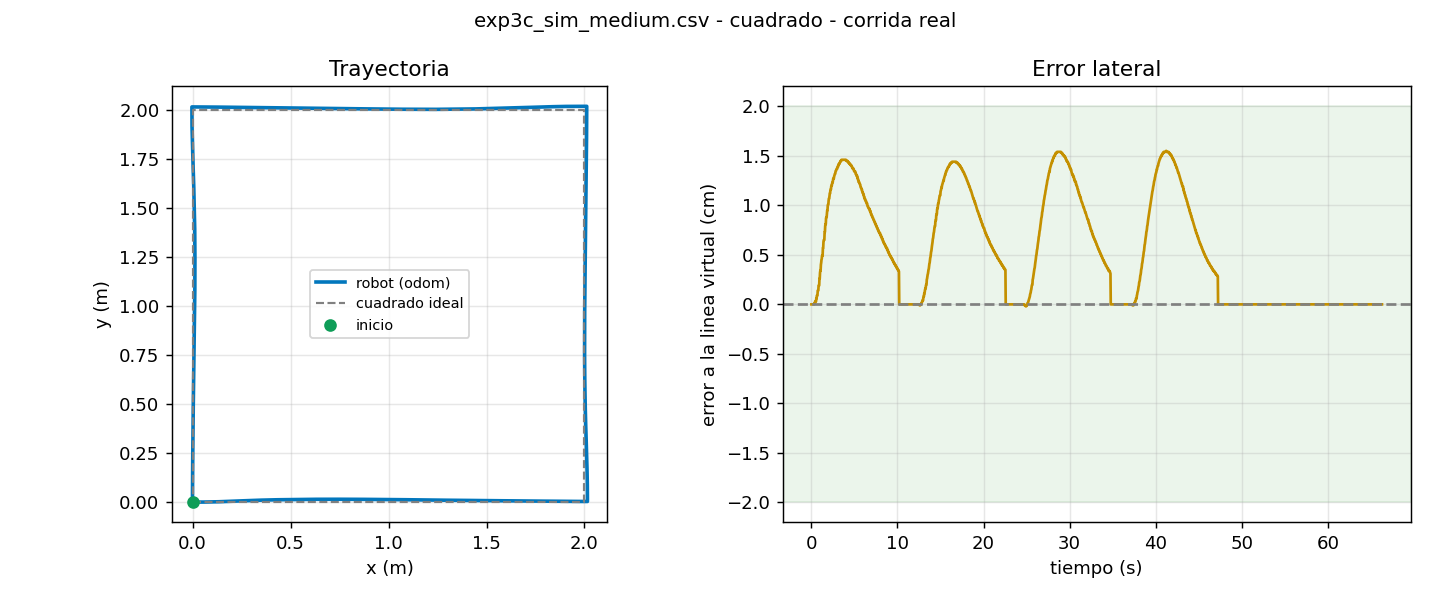 exp3c_sim_medium.csv - cuadrado - corrida real
Trayectoria
2.00
1.75
1.50
1.25
1.00
0.75
0.50
0.25
0.00
y (m)
robot (odom)
cuadrado ideal
inicio
0.0 0.5 1.0 1.5 2.0
x (m)
Error lateral
2.0
1.5
1.0
0.5
0.0
−0.5
−1.0
−1.5
−2.0
error a la linea virtual (cm)
0 10 20 30 40 50 60
tiempo (s)